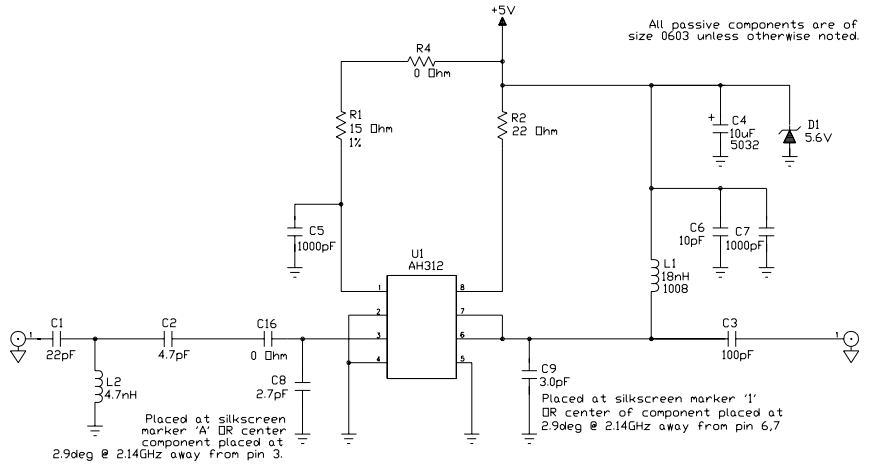 +5V
All passive components are of
size 0603 unless otherwise noted.
R4
0 Ohm
R1
15 Ohm
1%
R2
22 Ohm
+
C4
10uF
5032
D1
5.6V
C5
1000pF
C6
10pF
C7
1000pF
U1
AH312
L1
18nH
1008
1
2
3
4
8
7
6
5
1
C1
22pF
C2
4.7pF
C16
0 Ohm
C3
100pF
1
L2
4.7nH
C8
2.7pF
C9
3.0pF
Placed at silkscreen
marker 'A' OR center
component placed at
2.9deg @ 2.14GHz away from pin 3.
Placed at silkscreen marker '1'
OR center of component placed at
2.9deg @ 2.14GHz away from pin 6,7